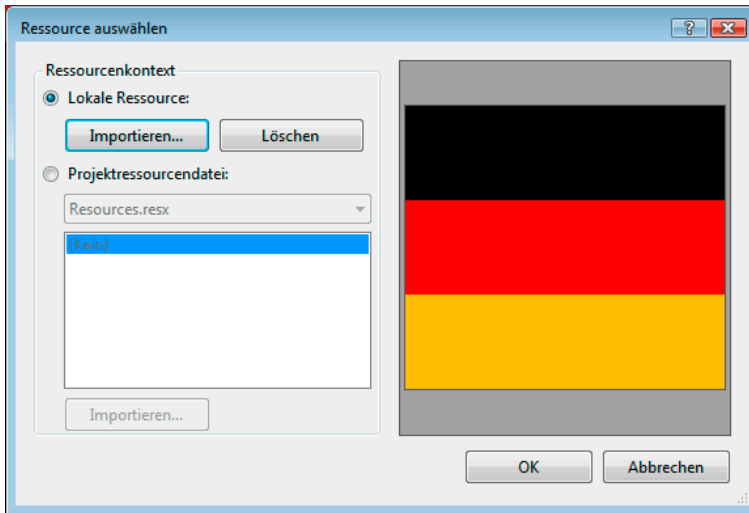 Ressource auswählen
Ressourcenkontext
Lokale Ressource:
Importieren... Löschen
Projektressourcendatei:
Resources.resx
(Kein)
Importieren...
OK Abbrechen